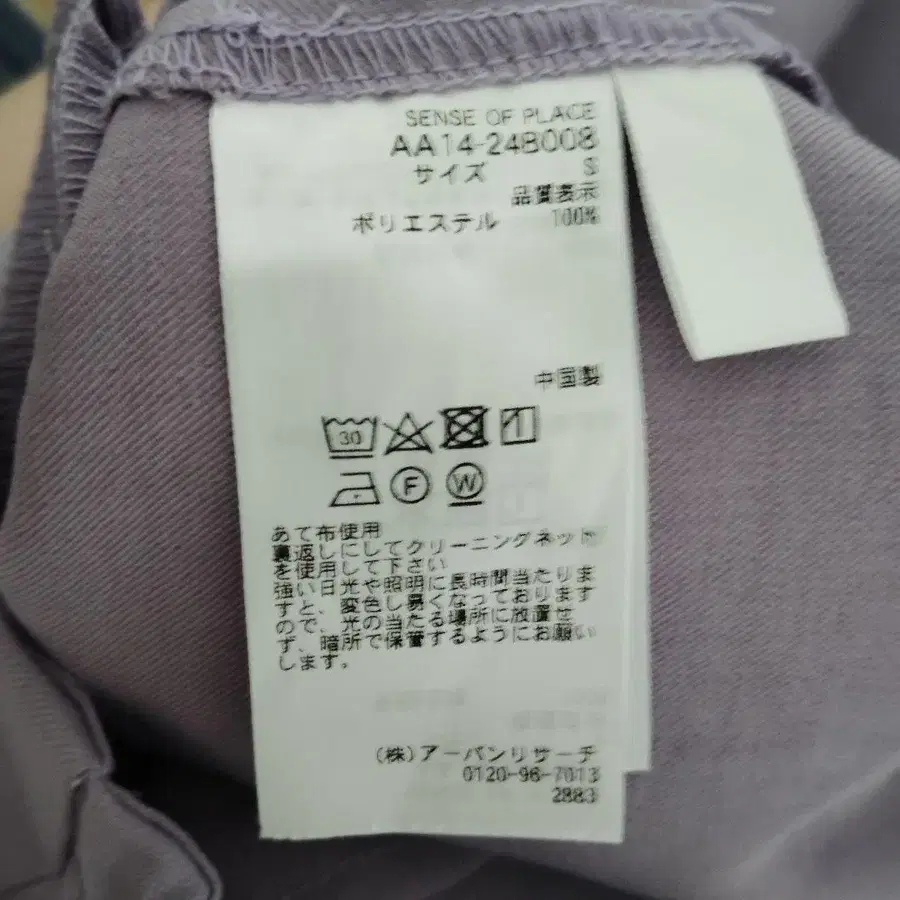 SENSE OF PLACE
AA14-24B008
サイズ S
品質表示
ポリエステル 100%
中国製
30
F W
あて布使用
裏返しにしてクリーニングネット
を使用して下さい
強い日光や照明に長時間当たりま
すと、変色し易くなっております
ので、光の当たる場所に放置せ
ず、暗所で保管するようにお願い
します。
(株)アーバンリサーチ
0120-96-7013
2883